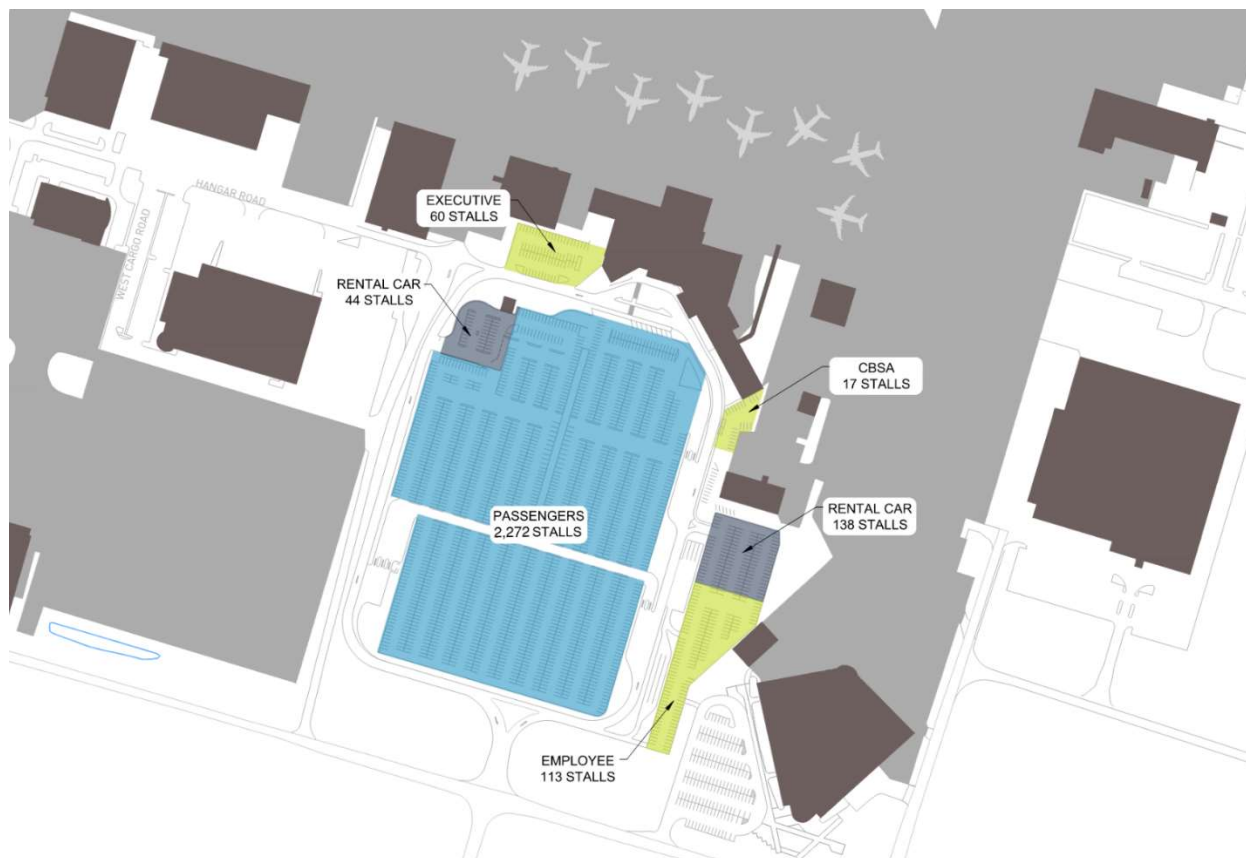 HANGAR ROAD
WEST CARGO ROAD
EXECUTIVE
60 STALLS
RENTAL CAR
44 STALLS
CBSA
17 STALLS
PASSENGERS
2,272 STALLS
RENTAL CAR
138 STALLS
EMPLOYEE
113 STALLS